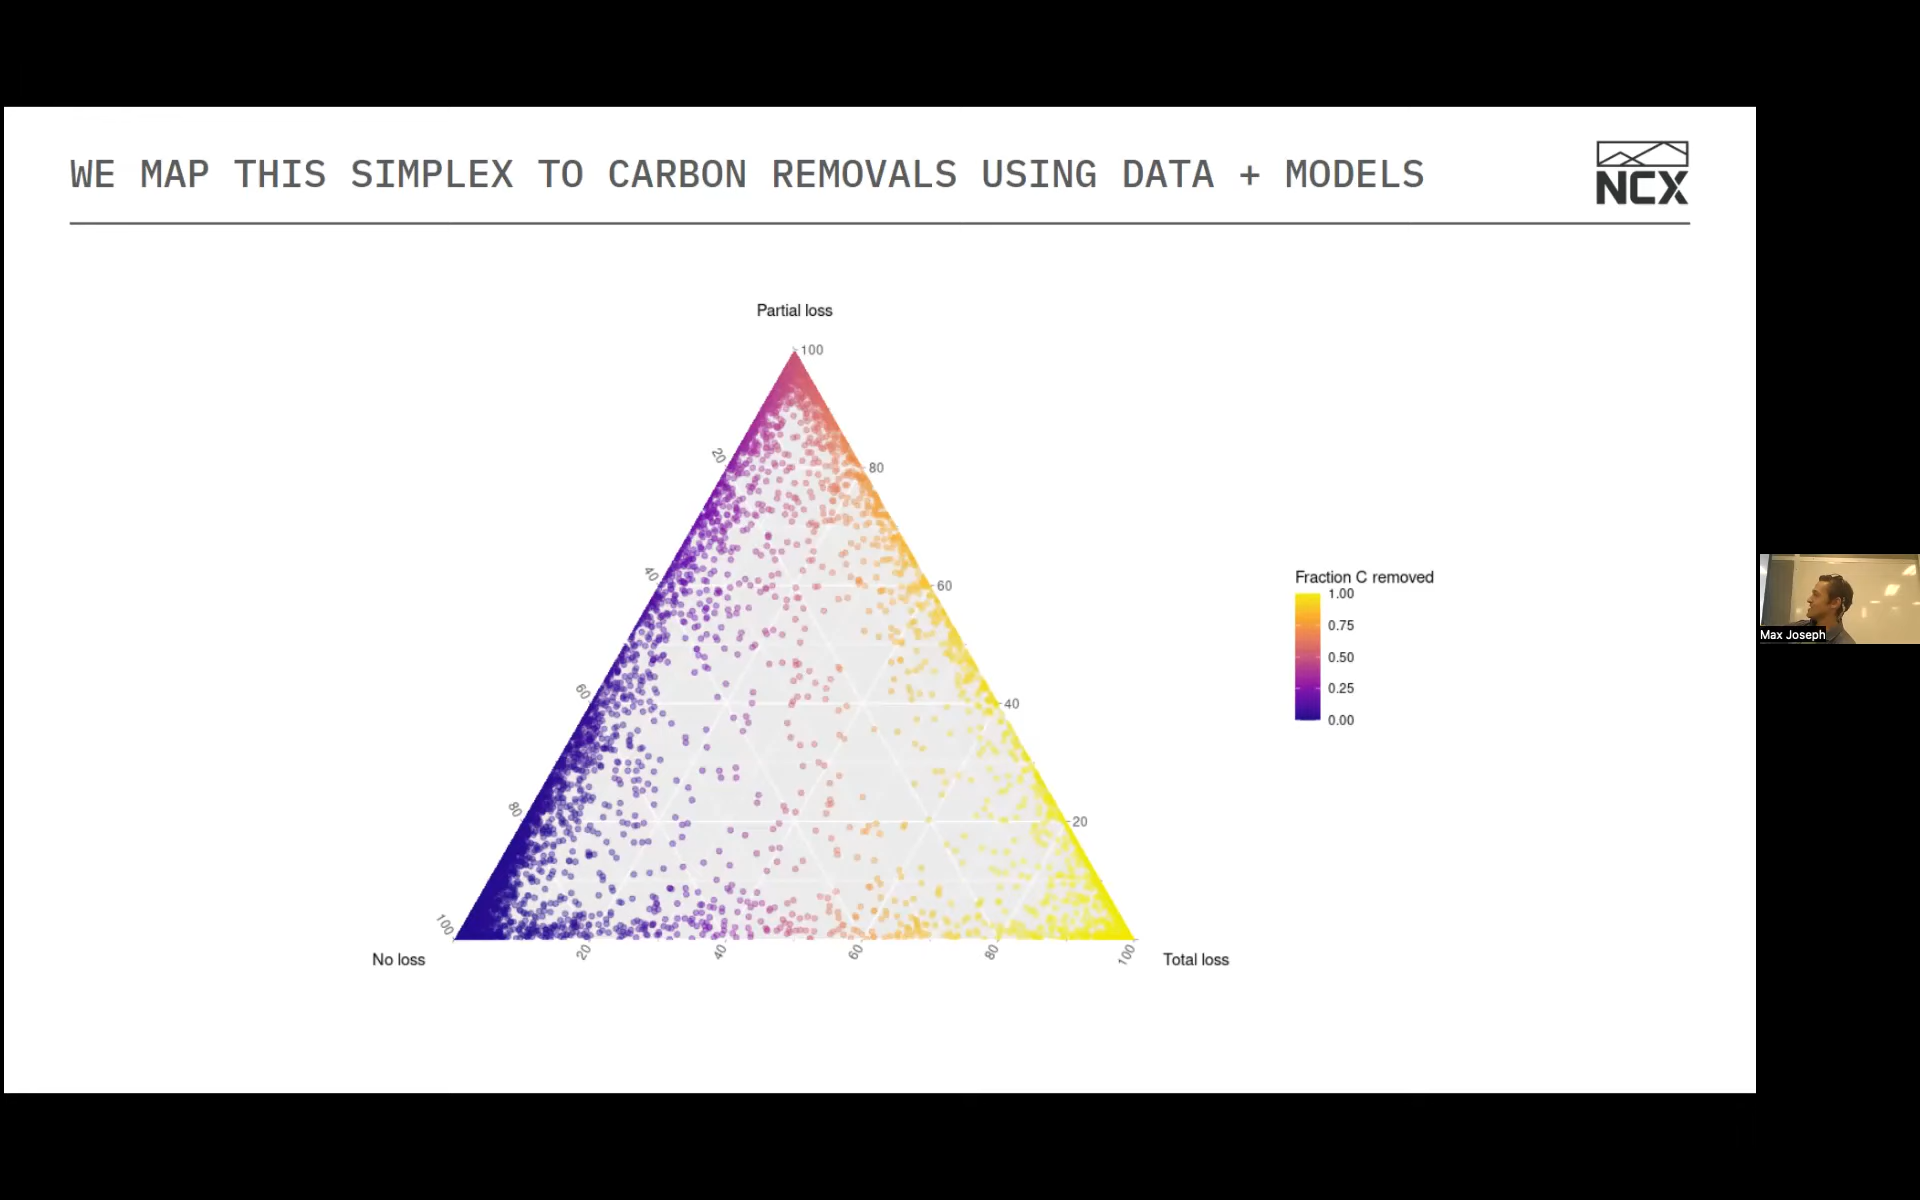 WE MAP THIS SIMPLEX TO CARBON REMOVALS USING DATA + MODELS
NCX
Partial loss
100
20
80
40
60
60
40
80
20
100
No loss
20
40
60
80
100
Total loss
Fraction C removed
1.00
0.75
0.50
0.25
0.00
Max Joseph